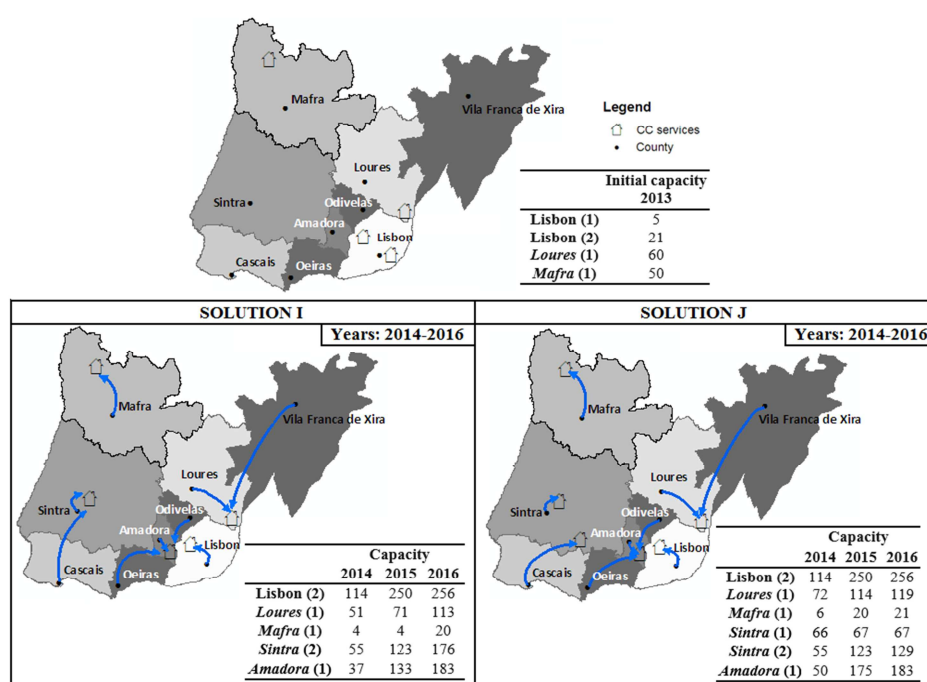 Mafra
Vila Franca de Xira
Legend
CC services
County
Loures
Sintra
Odivelas
Amadora
Lisbon
Cascais
Oeiras
Initial capacity
2013
Lisbon (1) 5
Lisbon (2) 21
Loures (1) 60
Mafra (1) 50
SOLUTION I
Years: 2014-2016
Mafra
Vila Franca de Xira
Loures
Sintra
Odivelas
Amadora
Lisbon
Cascais
Oeiras
Capacity
2014 2015 2016
Lisbon (2) 114 250 256
Loures (1) 51 71 113
Mafra (1) 4 4 20
Sintra (2) 55 123 176
Amadora (1) 37 133 183
SOLUTION J
Years: 2014-2016
Mafra
Vila Franca de Xira
Loures
Sintra
Odivelas
Amadora
Lisbon
Cascais
Oeiras
Capacity
2014 2015 2016
Lisbon (2) 114 250 256
Loures (1) 72 114 119
Mafra (1) 6 20 21
Sintra (1) 66 67 67
Sintra (2) 55 123 129
Amadora (1) 50 175 183